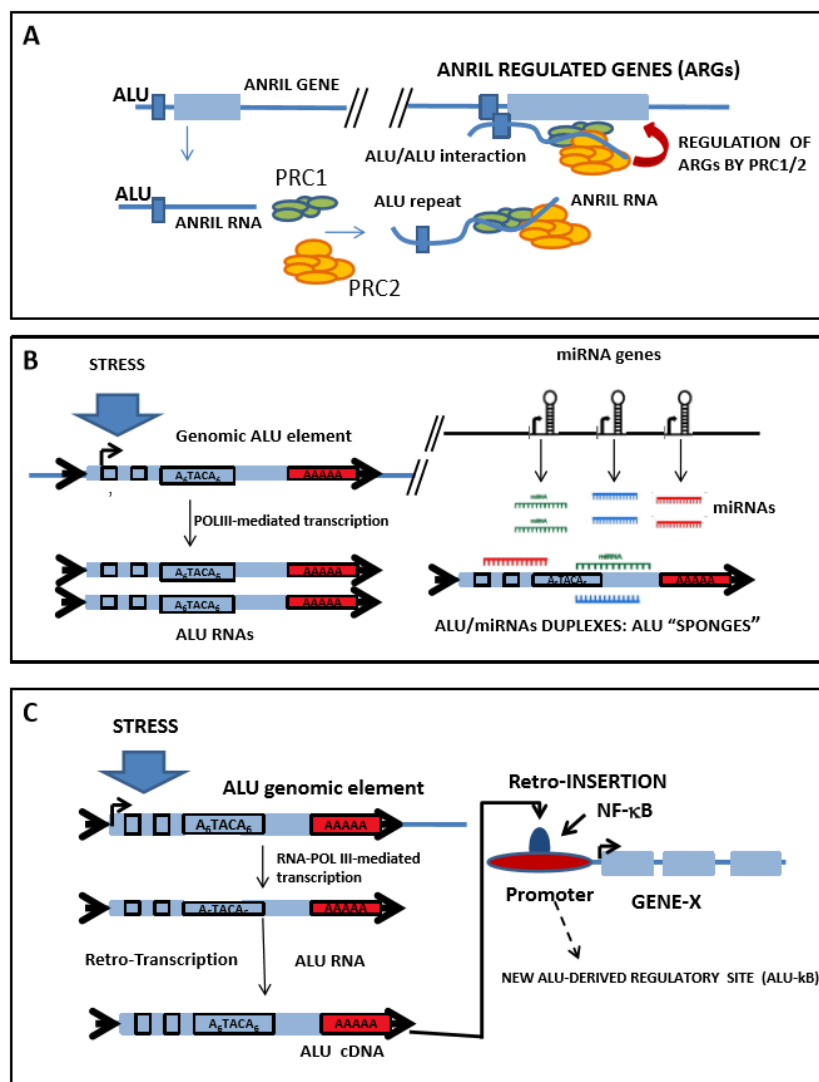 A
ALU
ANRIL GENE
ANRIL REGULATED GENES (ARGs)
ALU/ALU interaction
REGULATION OF
ARGs BY PRC1/2
ALU
ANRIL RNA
PRC1
PRC2
ALU repeat
ANRIL RNA
B
STRESS
miRNA genes
Genomic ALU element
A₆TACA₆
AAAAA
POLIII-mediated transcription
miRNA
miRNA
miRNAs
A₆TACA₆
AAAAA
A₆TACA₆
AAAAA
ALU RNAs
miRNA
AAAAA
ALU/miRNAs DUPLEXES: ALU “SPONGES”
C
STRESS
ALU genomic element
A₆TACA₆
AAAAA
RNA-POL III-mediated
transcription
AAAAA
Retro-Transcription
ALU RNA
A₆TACA₆
AAAAA
ALU cDNA
Retro-INSERTION
NF-κB
Promoter
GENE-X
NEW ALU-DERIVED REGULATORY SITE (ALU-kB)